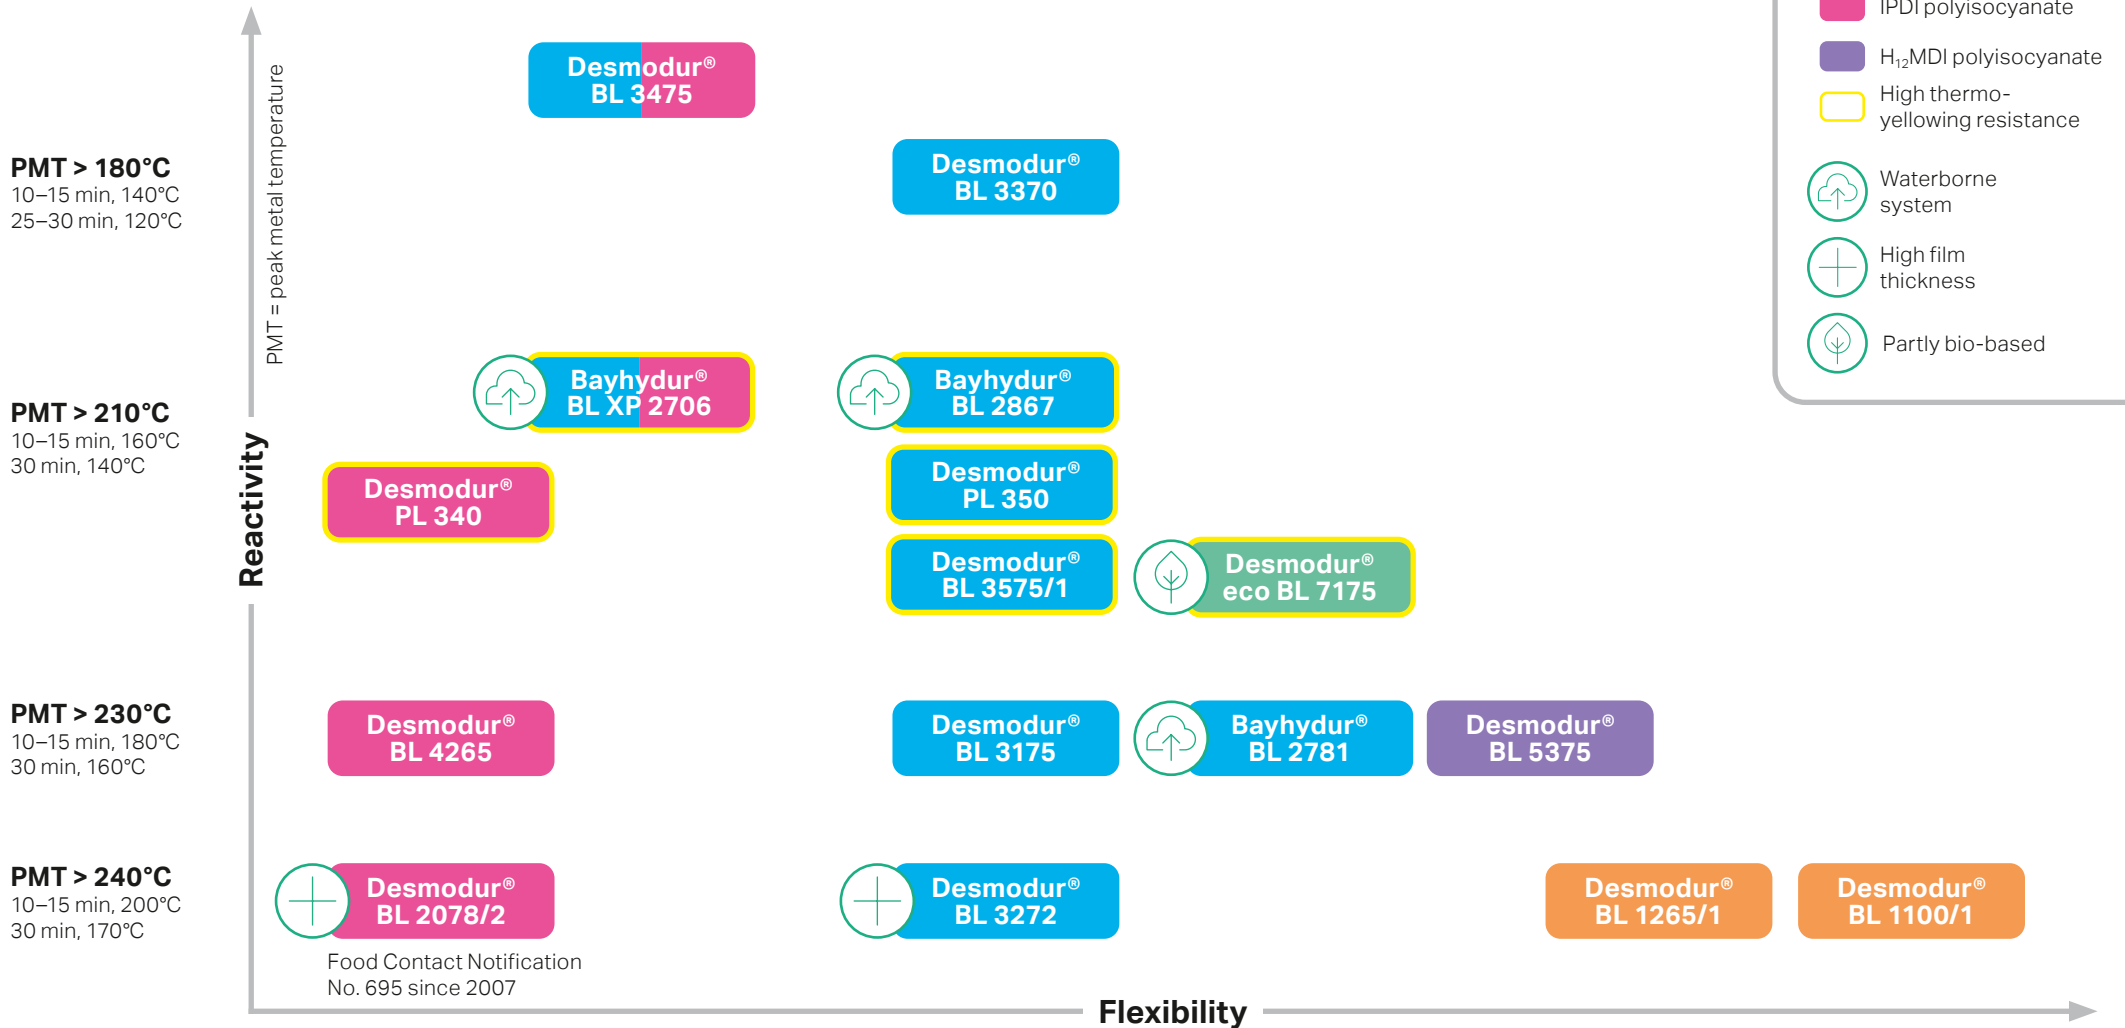 IPDI polyisocyanate
H₁₂MDI polyisocyanate
High thermo-
yellowing resistance
Waterborne
system
High film
thickness
Partly bio-based
PMT > 180°C
10–15 min, 140°C
25–30 min, 120°C
PMT > 210°C
10–15 min, 160°C
30 min, 140°C
PMT > 230°C
10–15 min, 180°C
30 min, 160°C
PMT > 240°C
10–15 min, 200°C
30 min, 170°C
Reactivity
PMT = peak metal temperature
Desmodur®
BL 3475
Desmodur®
BL 3370
Bayhydur®
BL XP 2706
Bayhydur®
BL 2867
Desmodur®
PL 340
Desmodur®
PL 350
Desmodur®
BL 3575/1
Desmodur®
eco BL 7175
Desmodur®
BL 4265
Desmodur®
BL 3175
Bayhydur®
BL 2781
Desmodur®
BL 5375
Desmodur®
BL 2078/2
Desmodur®
BL 3272
Desmodur®
BL 1265/1
Desmodur®
BL 1100/1
Food Contact Notification
No. 695 since 2007
Flexibility